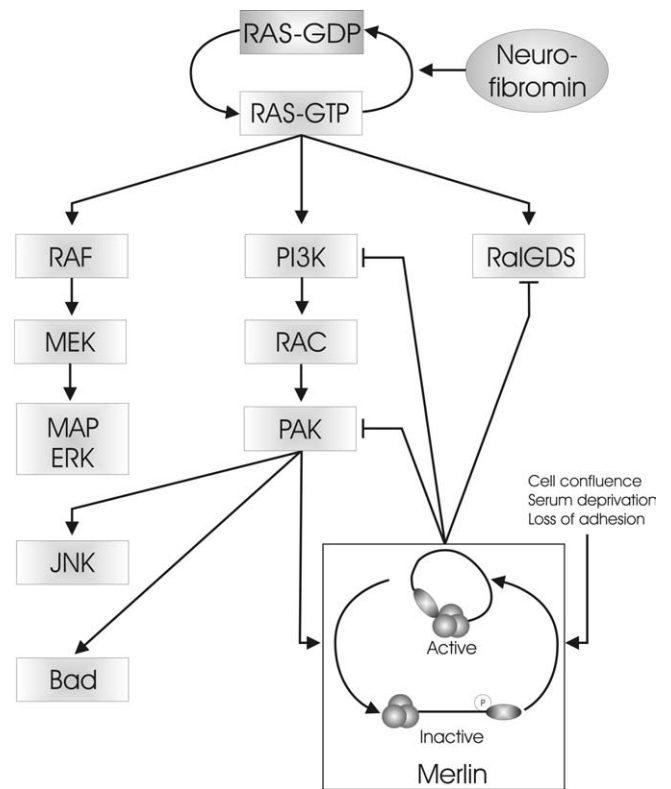 RAS-GDP
Neuro-
fibromin
RAS-GTP
RAF
PI3K
RalGDS
MEK
RAC
MAP
ERK
PAK
Cell confluence
Serum deprivation
Loss of adhesion
JNK
Active
Bad
P
Inactive
Merlin